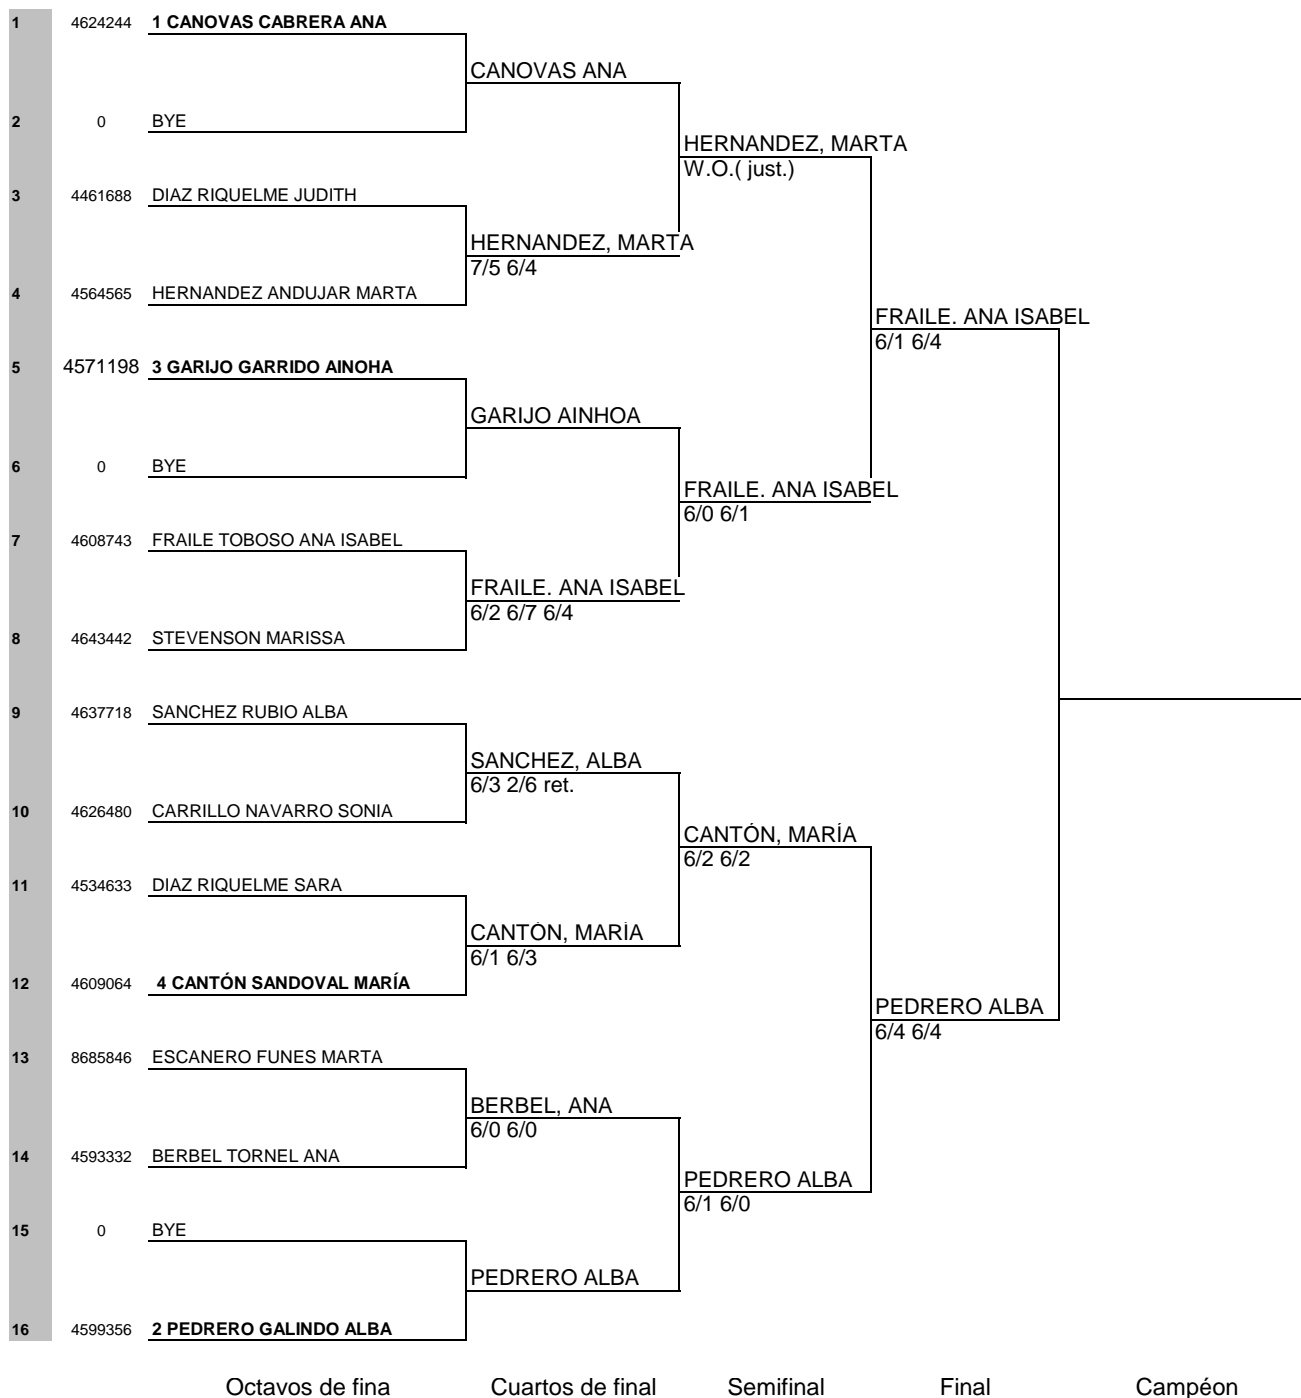 1 4624244 1 CANOVAS CABRERA ANA
CANOVAS ANA
2 0 BYE
HERNANDEZ, MARTA
W.O.( just.)
3 4461688 DIAZ RIQUELME JUDITH
HERNANDEZ, MARTA
7/5 6/4
4 4564565 HERNANDEZ ANDUJAR MARTA
FRAILE. ANA ISABEL
6/1 6/4
5 4571198 3 GARIJO GARRIDO AINOHA
GARIJO AINHOA
6 0 BYE
FRAILE. ANA ISABEL
6/0 6/1
7 4608743 FRAILE TOBOSO ANA ISABEL
FRAILE. ANA ISABEL
6/2 6/7 6/4
8 4643442 STEVENSON MARISSA
9 4637718 SANCHEZ RUBIO ALBA
SANCHEZ, ALBA
6/3 2/6 ret.
10 4626480 CARRILLO NAVARRO SONIA
CANTÓN, MARÍA
6/2 6/2
11 4534633 DIAZ RIQUELME SARA
CANTÓN, MARÍA
6/1 6/3
12 4609064 4 CANTÓN SANDOVAL MARÍA
PEDRERO ALBA
6/4 6/4
13 8685846 ESCANERO FUNES MARTA
BERBEL, ANA
6/0 6/0
14 4593332 BERBEL TORNEL ANA
PEDRERO ALBA
6/1 6/0
15 0 BYE
PEDRERO ALBA
16 4599356 2 PEDRERO GALINDO ALBA
Octavos de fina Cuartos de final Semifinal Final Campéon